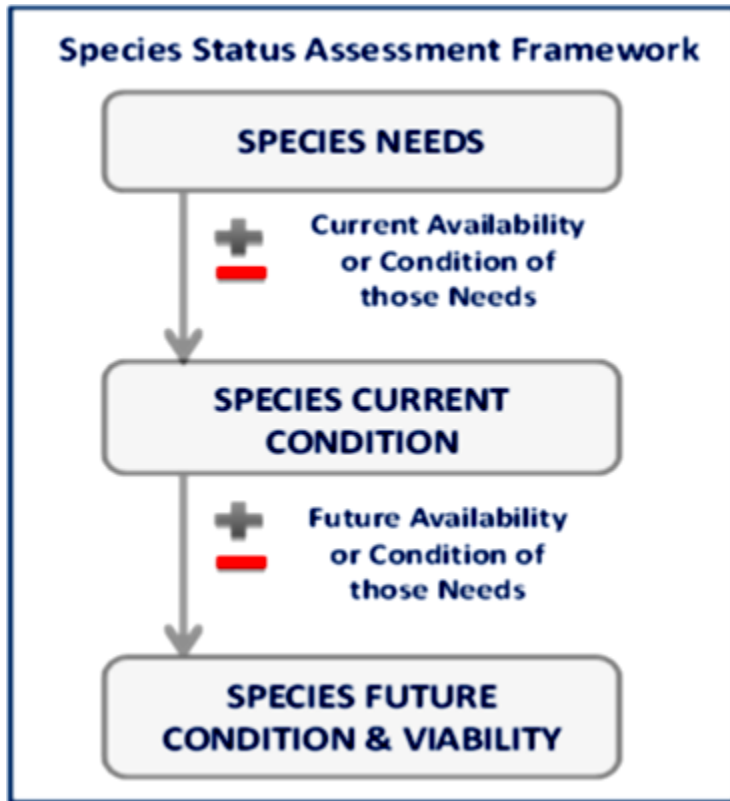 Species Status Assessment Framework
SPECIES NEEDS
Current Availability
or Condition of
those Needs
SPECIES CURRENT
CONDITION
Future Availability
or Condition of
those Needs
SPECIES FUTURE
CONDITION & VIABILITY